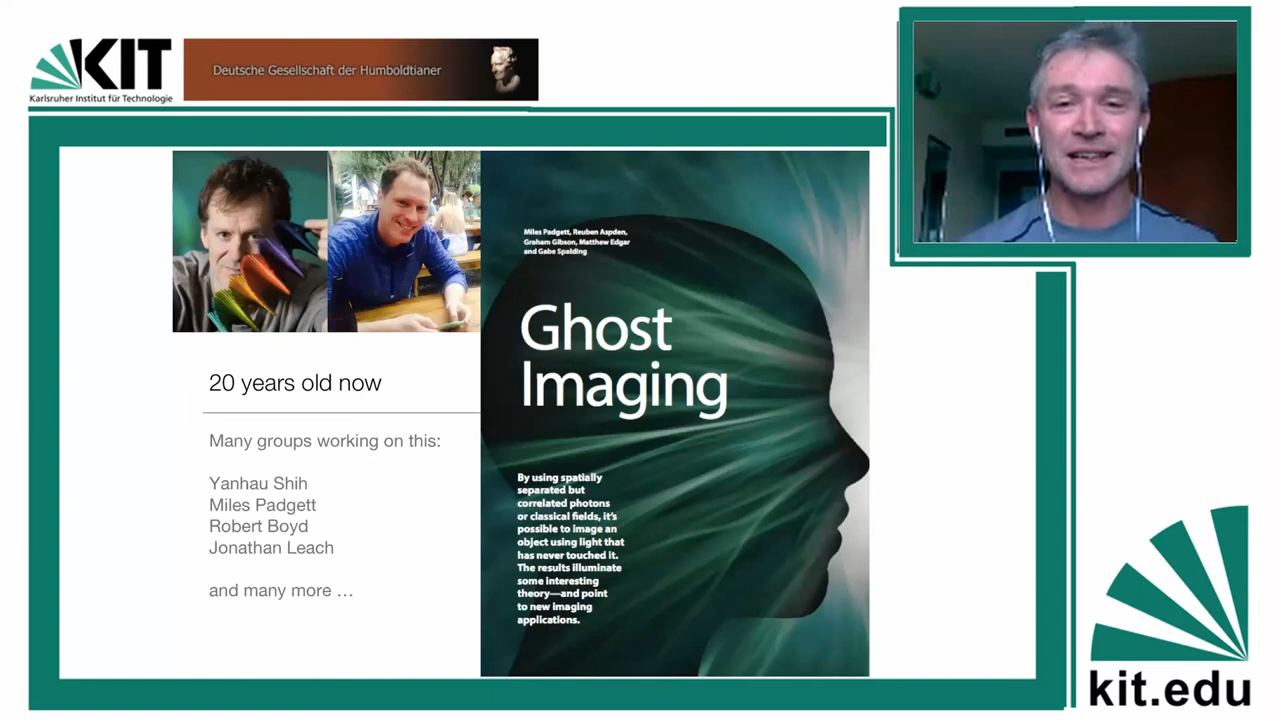 KIT
Karlsruher Institut für Technologie
Deutsche Gesellschaft der Humboldtianer
20 years old now
Many groups working on this:
Yanhau Shih
Miles Padgett
Robert Boyd
Jonathan Leach
and many more …
Miles Padgett, Reuben Aspden,
Graham Gibson, Matthew Edgar
and Gabe Spalding
Ghost
Imaging
By using spatially
separated but
correlated photons
or classical fields, it's
possible to image an
object using light that
has never touched it.
The results illuminate
some interesting
theory—and point
to new imaging
applications.
kit.edu